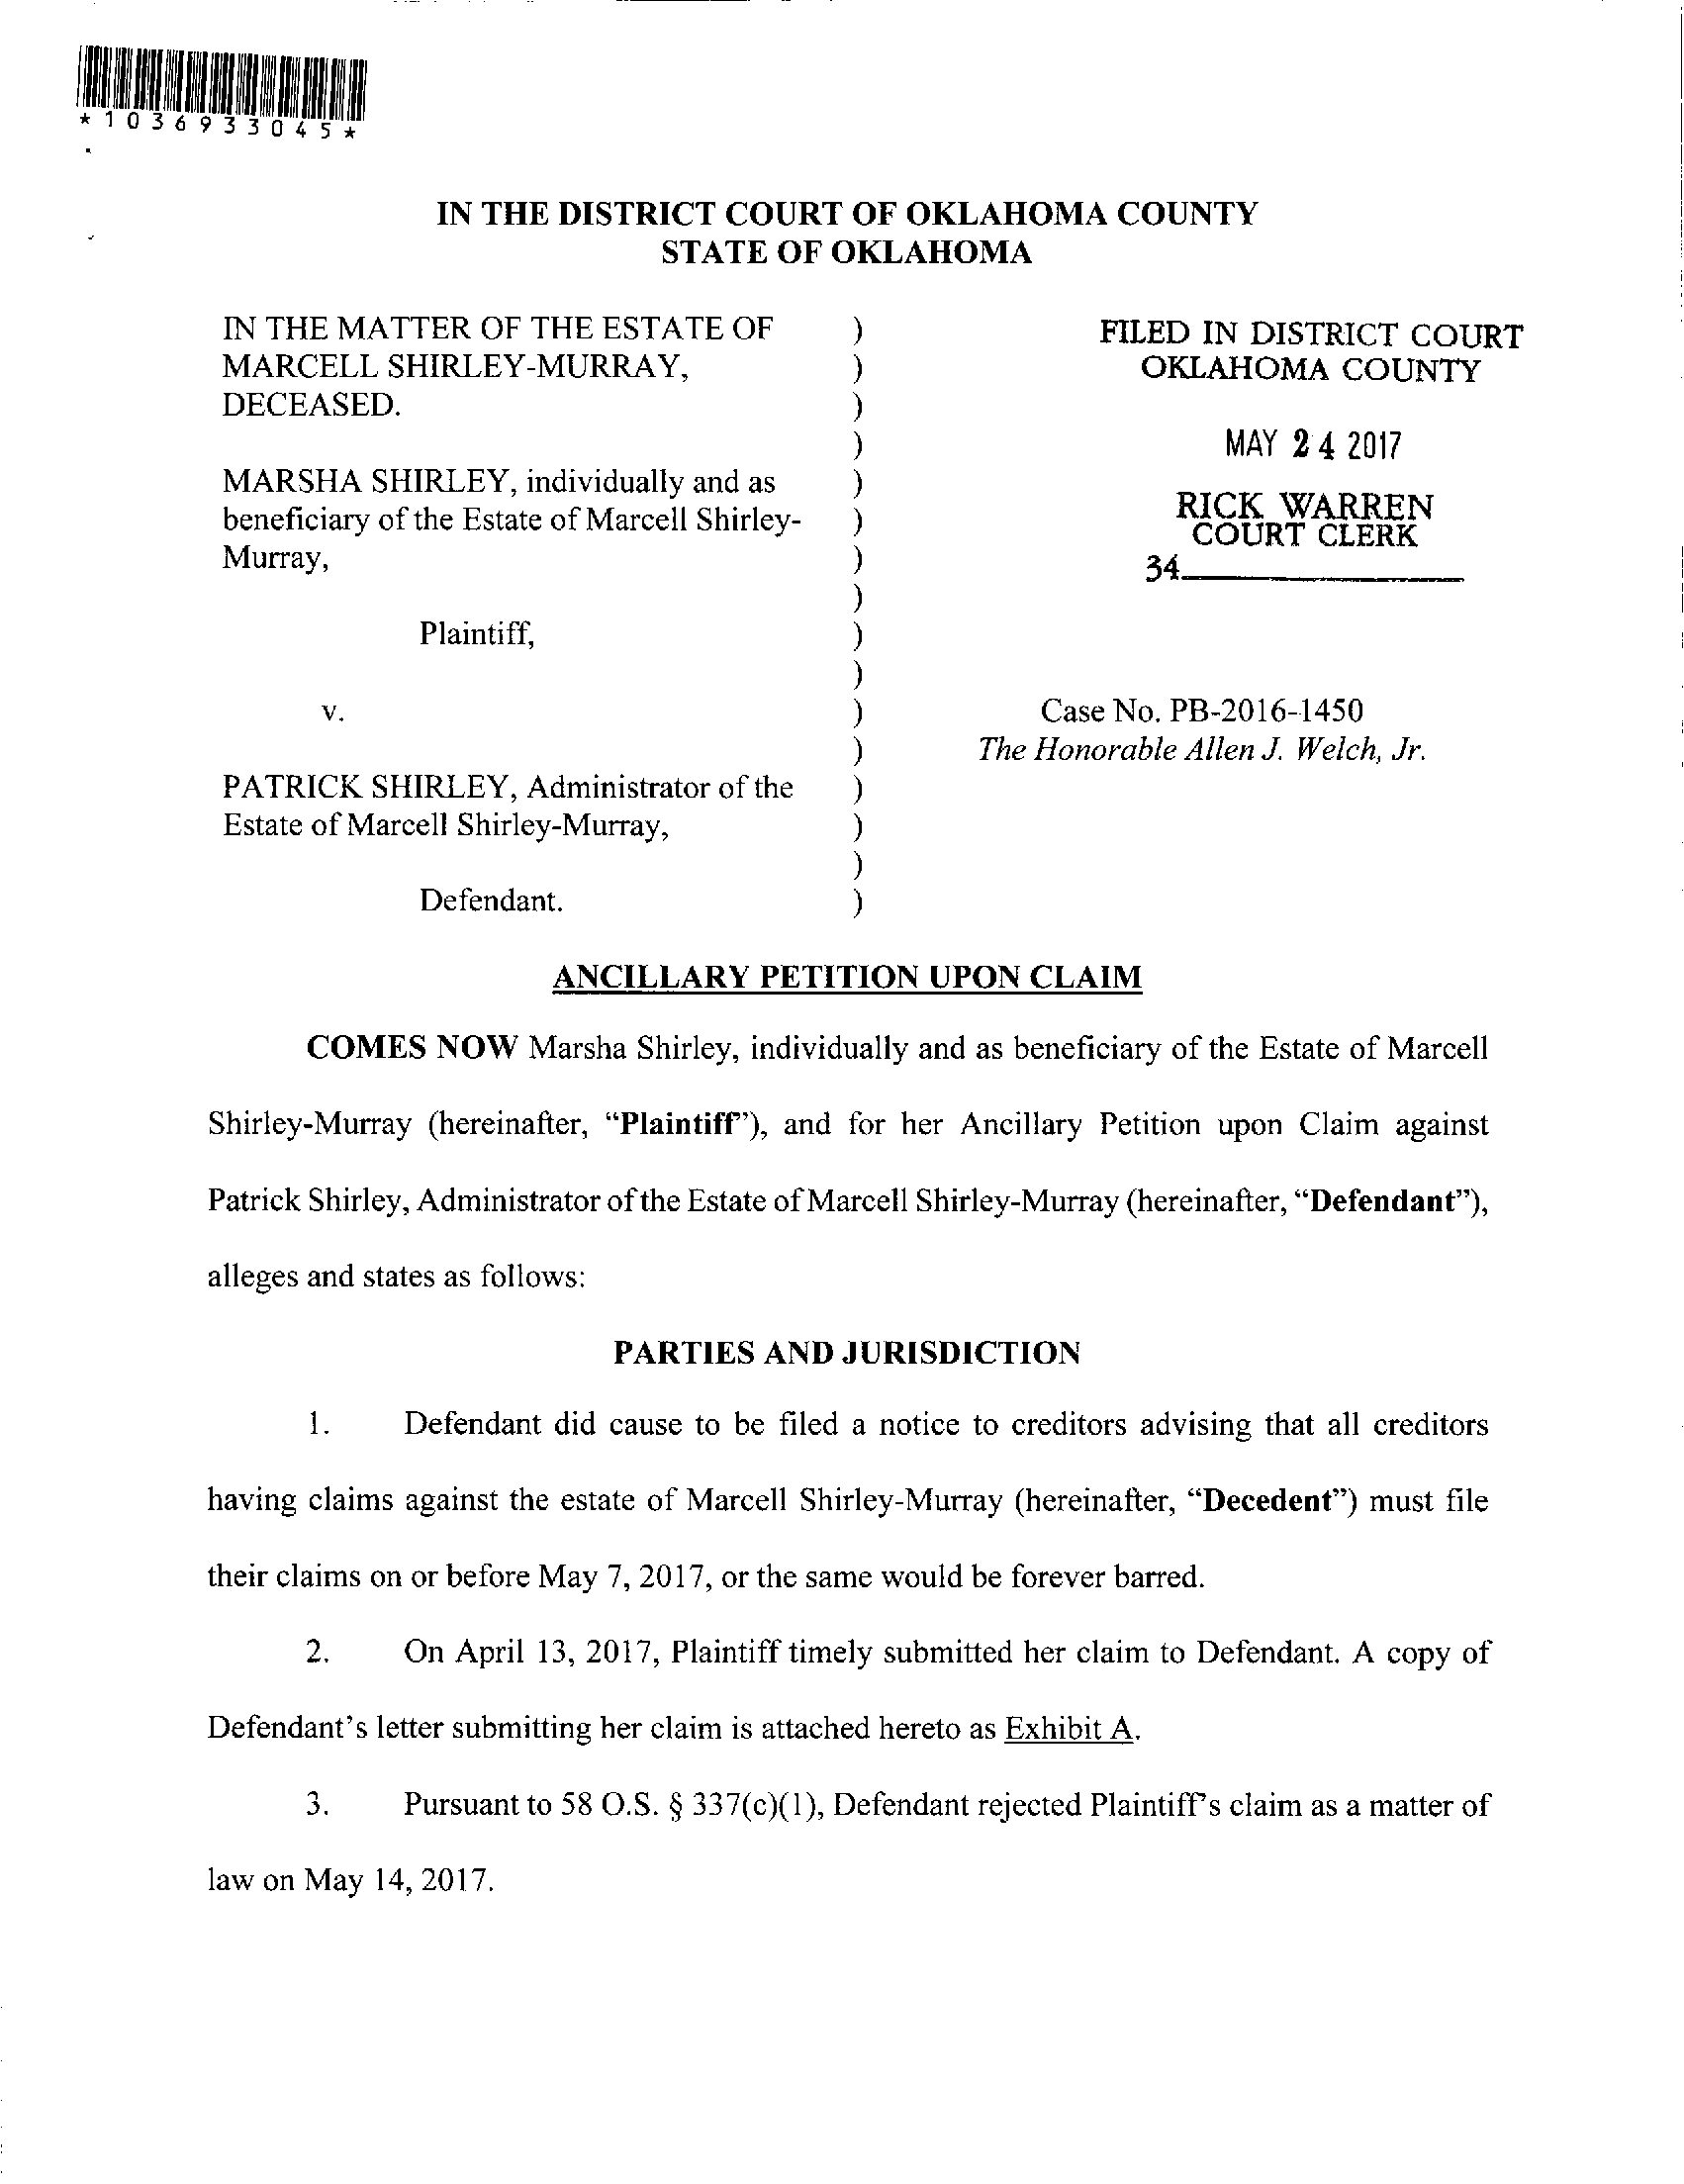 *1036933045*
IN THE DISTRICT COURT OF OKLAHOMA COUNTY
STATE OF OKLAHOMA
IN THE MATTER OF THE ESTATE OF )
MARCELL SHIRLEY-MURRAY, )
DECEASED. )
)
MARSHA SHIRLEY, individually and as )
beneficiary of the Estate of Marcell Shirley- )
Murray, )
)
Plaintiff, )
)
v. )
)
PATRICK SHIRLEY, Administrator of the )
Estate of Marcell Shirley-Murray, )
)
Defendant. )
FILED IN DISTRICT COURT
OKLAHOMA COUNTY
MAY 24 2017
RICK WARREN
COURT CLERK
34
Case No. PB-2016-1450
The Honorable Allen J. Welch, Jr.
ANCILLARY PETITION UPON CLAIM
COMES NOW Marsha Shirley, individually and as beneficiary of the Estate of Marcell
Shirley-Murray (hereinafter, “Plaintiff”), and for her Ancillary Petition upon Claim against
Patrick Shirley, Administrator of the Estate of Marcell Shirley-Murray (hereinafter, “Defendant”),
alleges and states as follows:
PARTIES AND JURISDICTION
1. Defendant did cause to be filed a notice to creditors advising that all creditors
having claims against the estate of Marcell Shirley-Murray (hereinafter, “Decedent”) must file
their claims on or before May 7, 2017, or the same would be forever barred.
2. On April 13, 2017, Plaintiff timely submitted her claim to Defendant. A copy of
Defendant’s letter submitting her claim is attached hereto as Exhibit A.
3. Pursuant to 58 O.S. § 337(c)(1), Defendant rejected Plaintiff’s claim as a matter of
law on May 14, 2017.